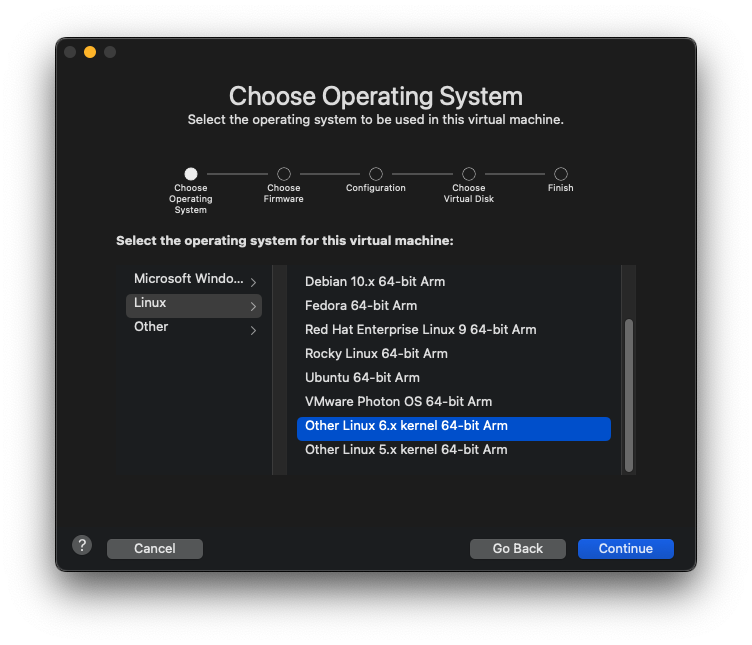 Choose Operating System
Select the operating system to be used in this virtual machine.
Choose
Operating
System
Choose
Firmware
Configuration
Choose
Virtual Disk
Finish
Select the operating system for this virtual machine:
Microsoft Windo...
Linux
Other
Debian 10.x 64-bit Arm
Fedora 64-bit Arm
Red Hat Enterprise Linux 9 64-bit Arm
Rocky Linux 64-bit Arm
Ubuntu 64-bit Arm
VMware Photon OS 64-bit Arm
Other Linux 6.x kernel 64-bit Arm
Other Linux 5.x kernel 64-bit Arm
?
Cancel
Go Back
Continue